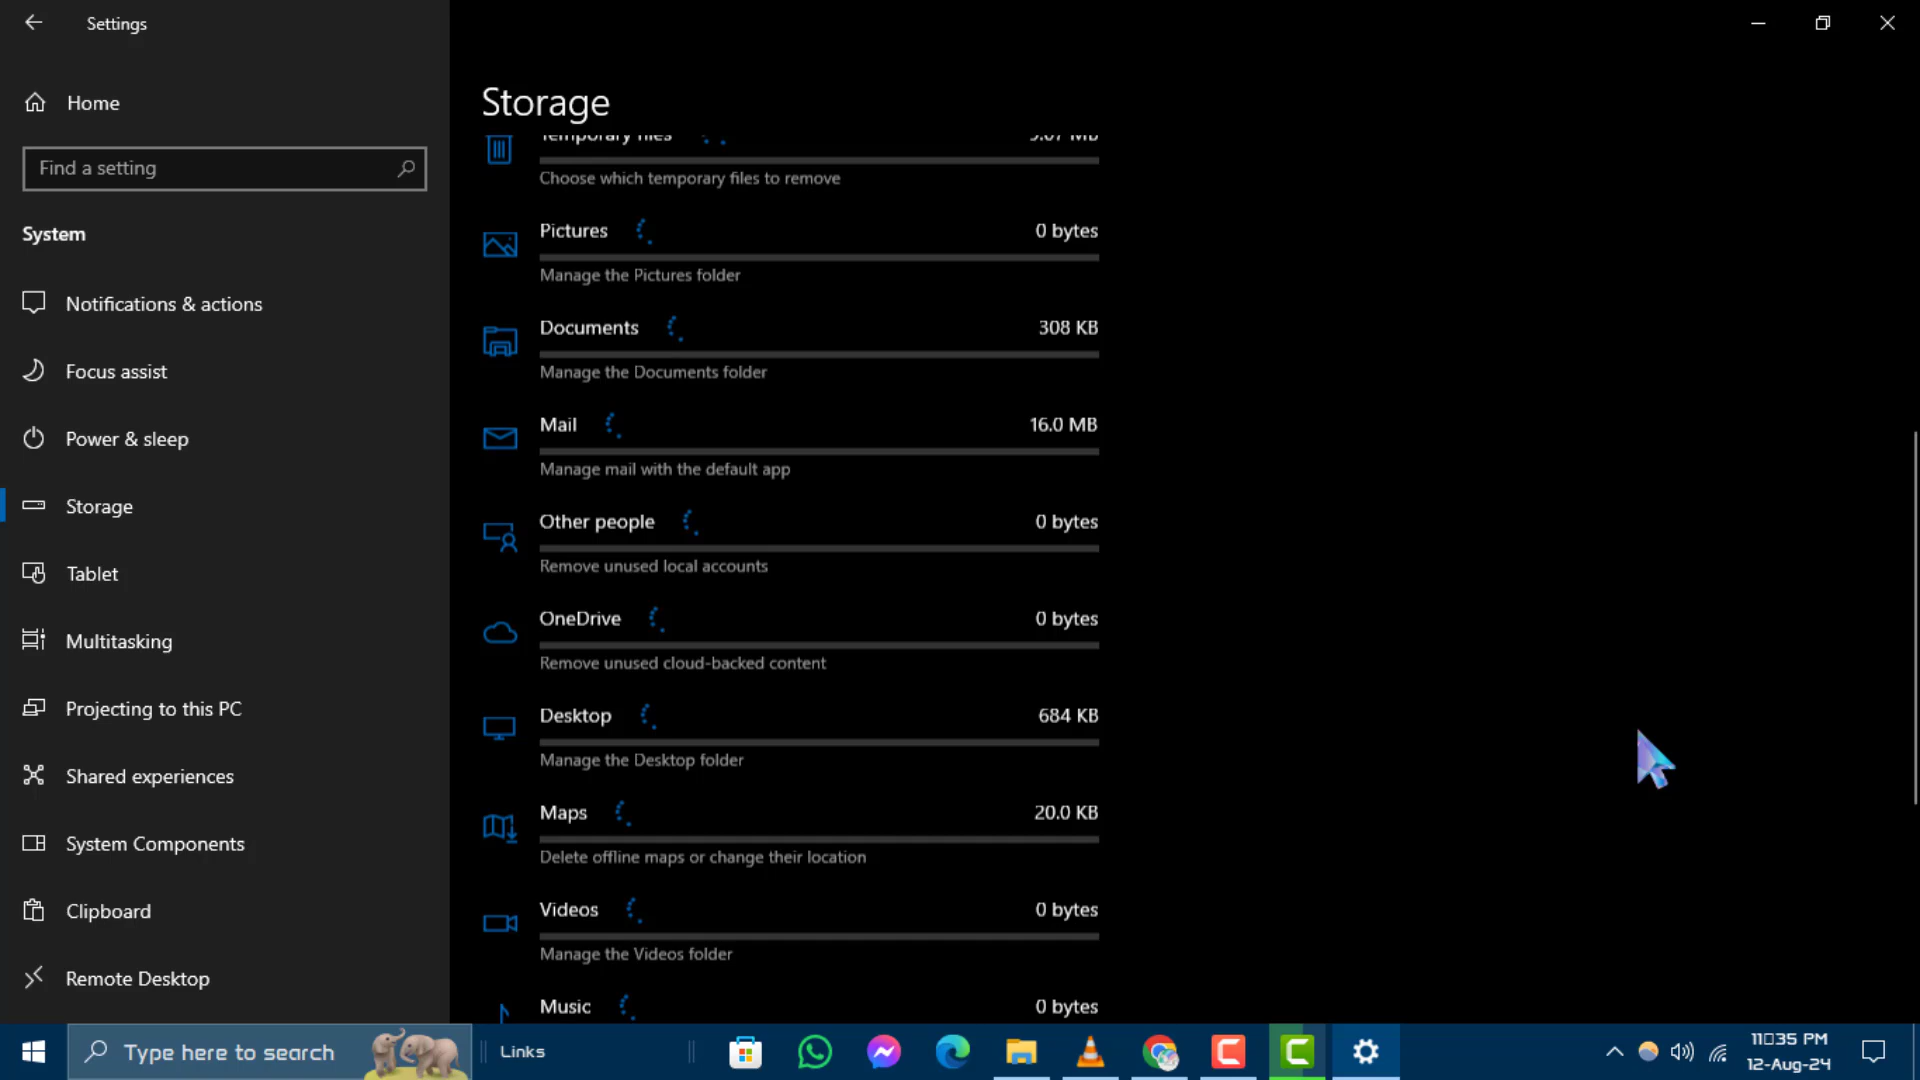 Settings
Home
Find a setting
System
Notifications & actions
Focus assist
Power & sleep
Storage
Tablet
Multitasking
Projecting to this PC
Shared experiences
System Components
Clipboard
Remote Desktop
Storage
Temporary files 9.07 MB
Choose which temporary files to remove
Pictures 0 bytes
Manage the Pictures folder
Documents 308 KB
Manage the Documents folder
Mail 16.0 MB
Manage mail with the default app
Other people 0 bytes
Remove unused local accounts
OneDrive 0 bytes
Remove unused cloud-backed content
Desktop 684 KB
Manage the Desktop folder
Maps 20.0 KB
Delete offline maps or change their location
Videos 0 bytes
Manage the Videos folder
Music 0 bytes
Type here to search
Links
11▯35 PM
12-Aug-24